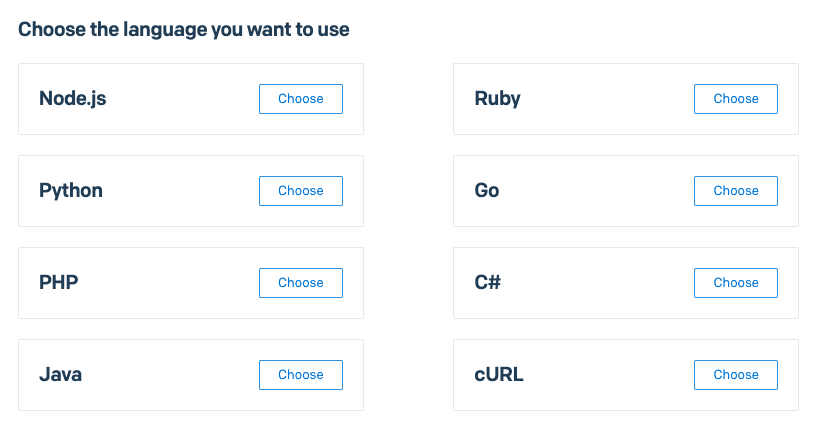 Choose the language you want to use
Node.js Choose
Ruby Choose
Python Choose
Go Choose
PHP Choose
C# Choose
Java Choose
cURL Choose